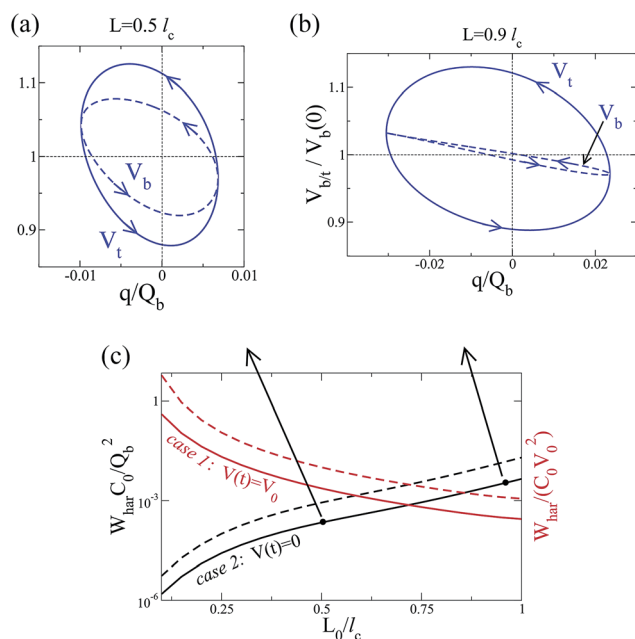 (a)
L=0.5 l_c
1.1
1
0.9
V_b
V_t
-0.01
0
0.01
q/Q_b
(b)
L=0.9 l_c
V_{b/t} / V_b(0)
1.1
1
0.9
V_t
V_b
-0.02
0
0.02
q/Q_b
(c)
W_har C_0/Q_b^2
1
10^-3
10^-6
case 1: V(t)=V_0
case 2: V(t)=0
W_har/(C_0 V_0^2)
0.25
0.5
0.75
1
L_0/l_c